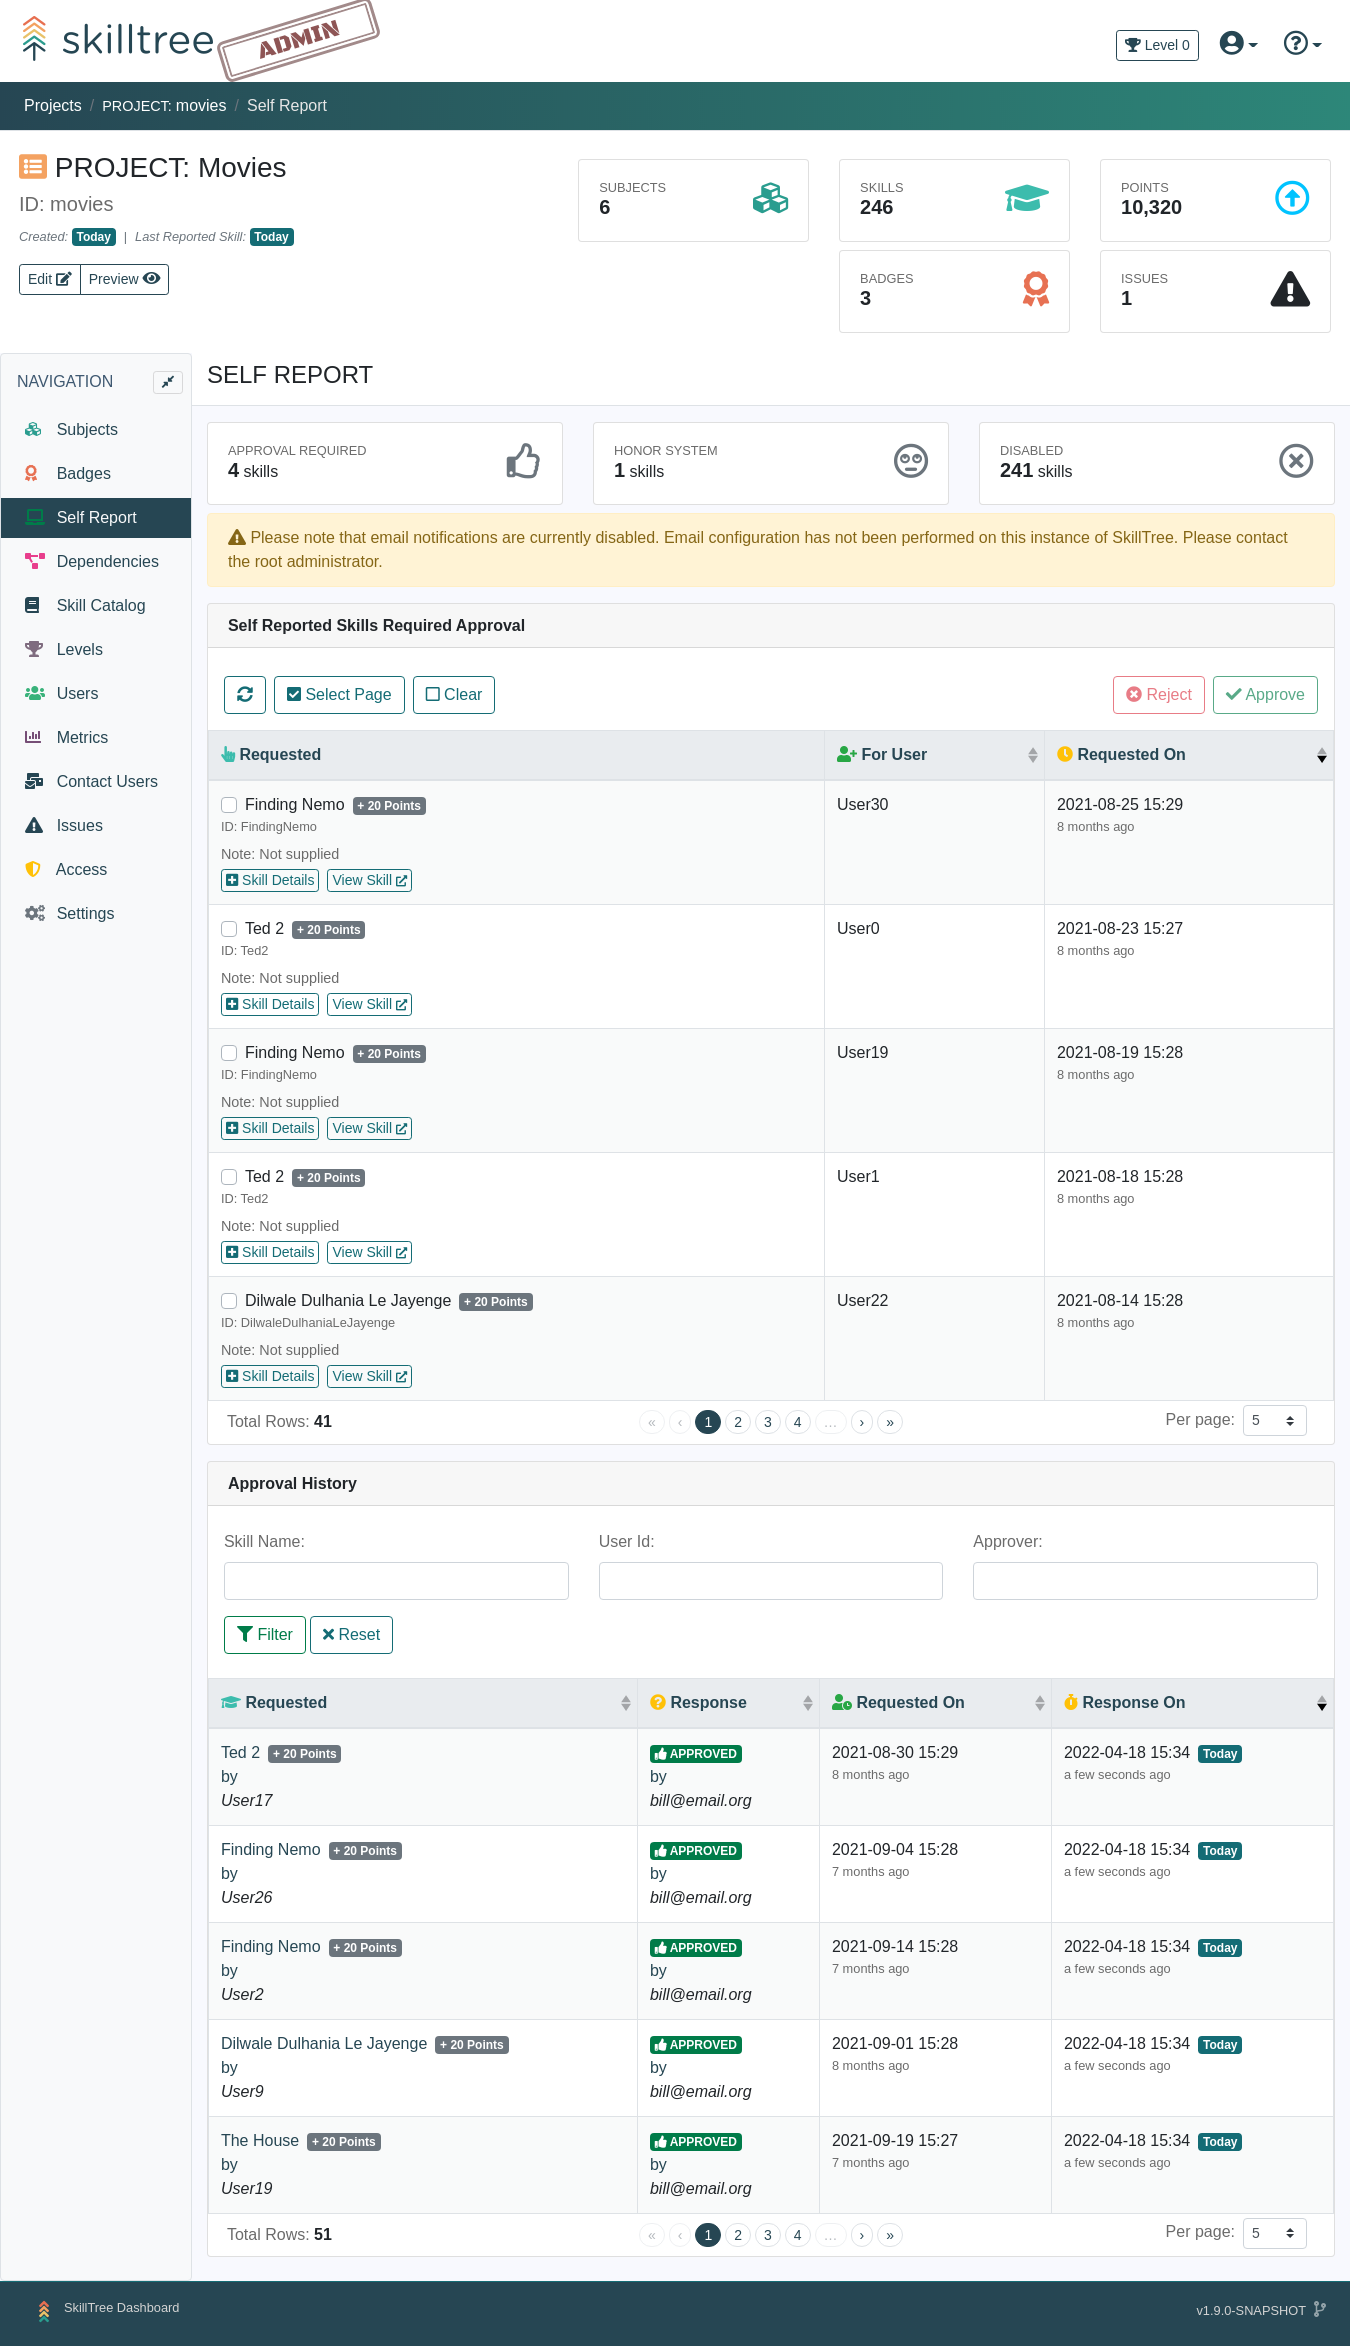 skilltree ADMIN
Level 0
Projects / PROJECT: movies / Self Report
PROJECT: Movies
ID: movies
Created: Today | Last Reported Skill: Today
Edit Preview
SUBJECTS
6
SKILLS
246
POINTS
10,320
BADGES
3
ISSUES
1
NAVIGATION
Subjects
Badges
Self Report
Dependencies
Skill Catalog
Levels
Users
Metrics
Contact Users
Issues
Access
Settings
SELF REPORT
APPROVAL REQUIRED
4 skills
HONOR SYSTEM
1 skills
DISABLED
241 skills
Please note that email notifications are currently disabled. Email configuration has not been performed on this instance of SkillTree. Please contact
the root administrator.
Self Reported Skills Required Approval
Select Page Clear Reject Approve
Requested For User Requested On
Finding Nemo + 20 Points User30 2021-08-25 15:29
ID: FindingNemo 8 months ago
Note: Not supplied
Skill Details View Skill
Ted 2 + 20 Points User0 2021-08-23 15:27
ID: Ted2 8 months ago
Note: Not supplied
Skill Details View Skill
Finding Nemo + 20 Points User19 2021-08-19 15:28
ID: FindingNemo 8 months ago
Note: Not supplied
Skill Details View Skill
Ted 2 + 20 Points User1 2021-08-18 15:28
ID: Ted2 8 months ago
Note: Not supplied
Skill Details View Skill
Dilwale Dulhania Le Jayenge + 20 Points User22 2021-08-14 15:28
ID: DilwaleDulhaniaLeJayenge 8 months ago
Note: Not supplied
Skill Details View Skill
Total Rows: 41 « ‹ 1 2 3 4 … › » Per page: 5
Approval History
Skill Name: User Id: Approver:
Filter Reset
Requested Response Requested On Response On
Ted 2 + 20 Points APPROVED 2021-08-30 15:29 2022-04-18 15:34 Today
by by 8 months ago a few seconds ago
User17 bill@email.org
Finding Nemo + 20 Points APPROVED 2021-09-04 15:28 2022-04-18 15:34 Today
by by 7 months ago a few seconds ago
User26 bill@email.org
Finding Nemo + 20 Points APPROVED 2021-09-14 15:28 2022-04-18 15:34 Today
by by 7 months ago a few seconds ago
User2 bill@email.org
Dilwale Dulhania Le Jayenge + 20 Points APPROVED 2021-09-01 15:28 2022-04-18 15:34 Today
by by 8 months ago a few seconds ago
User9 bill@email.org
The House + 20 Points APPROVED 2021-09-19 15:27 2022-04-18 15:34 Today
by by 7 months ago a few seconds ago
User19 bill@email.org
Total Rows: 51 « ‹ 1 2 3 4 … › » Per page: 5
SkillTree Dashboard v1.9.0-SNAPSHOT